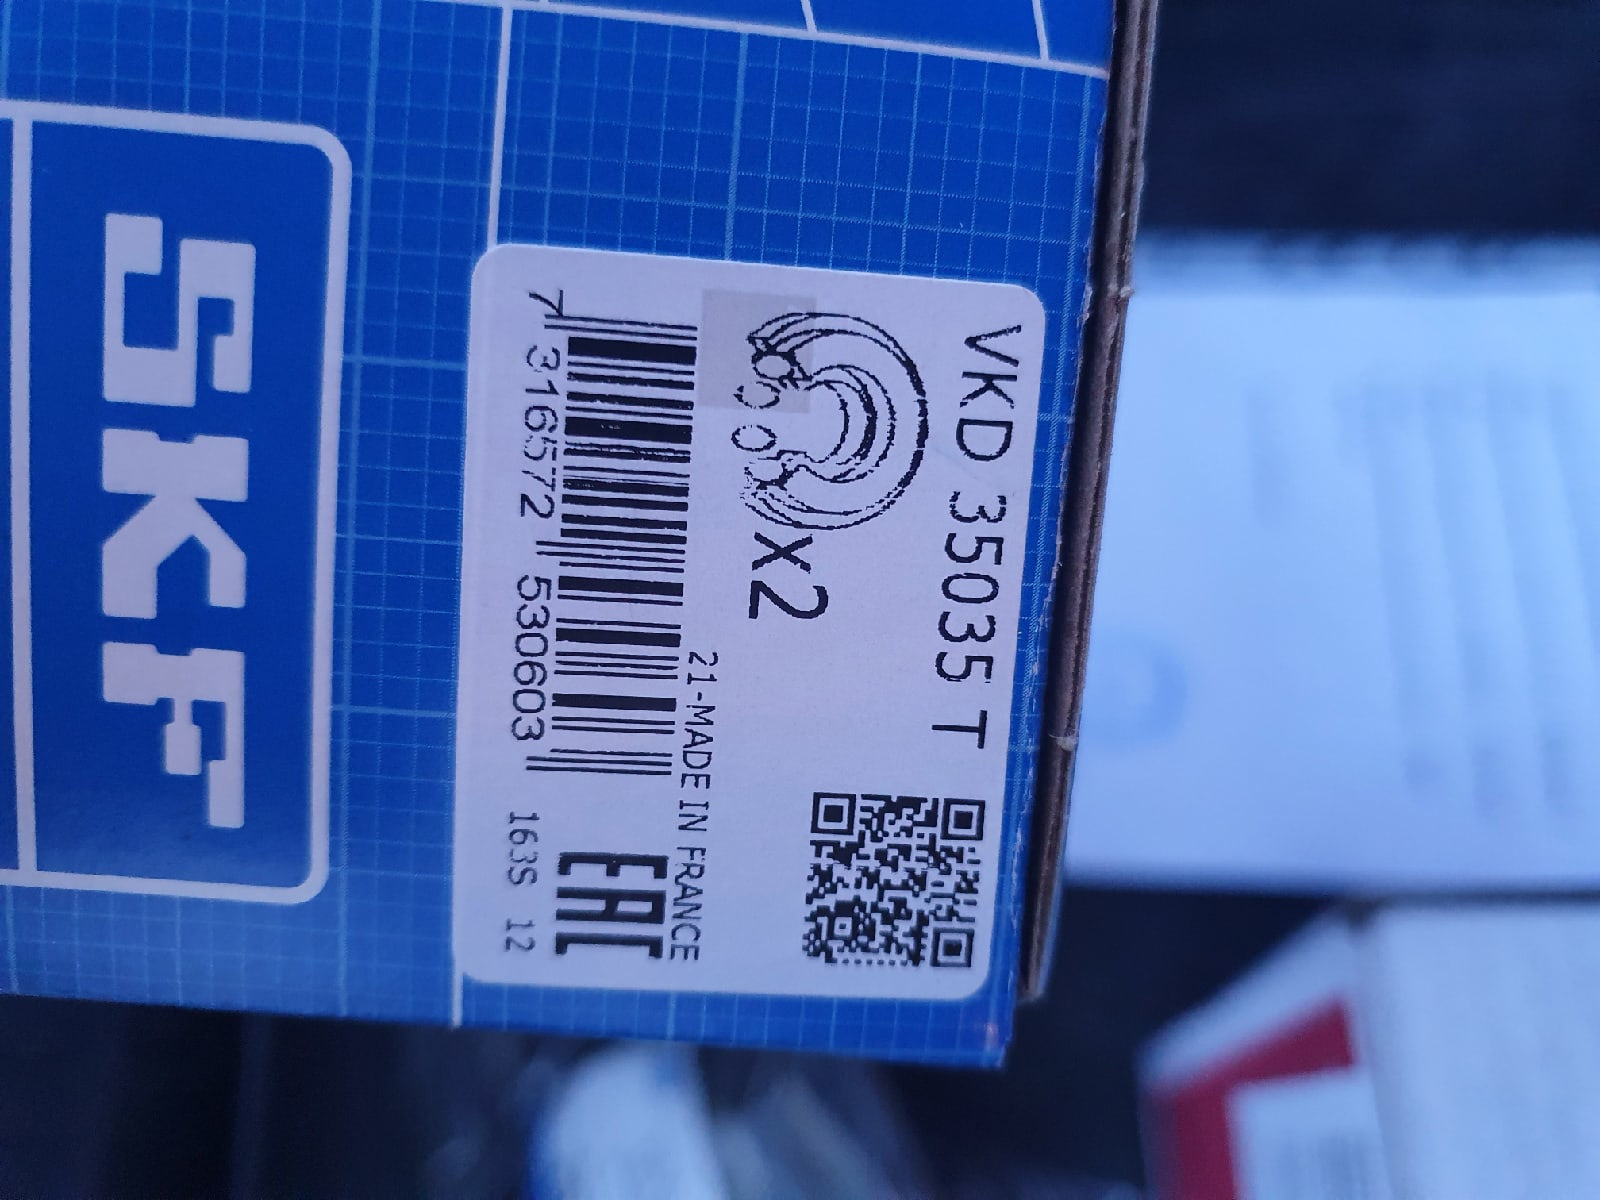 SKF
VKD 35035 T
x2
21-MADE IN FRANCE
7 316572 530603
EAC
163S 12